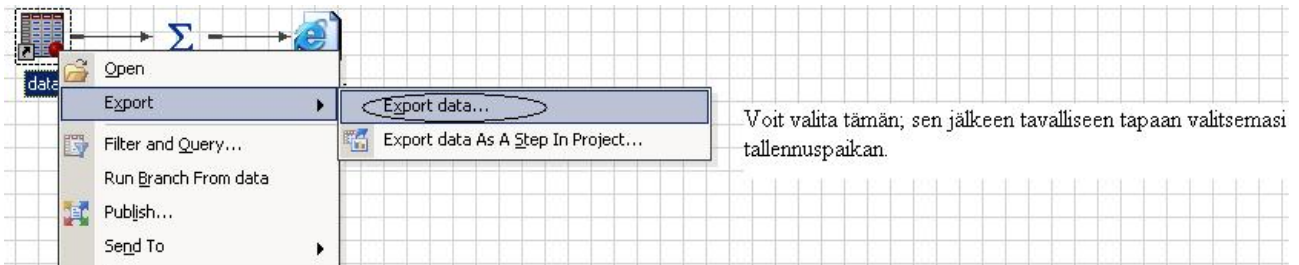 data
Open
Export
Export data...
Filter and Query...
Export data As A Step In Project...
Run Branch From data
Publish...
Send To
Voit valita tämän; sen jälkeen tavalliseen tapaan valitsemasi
tallennuspaikan.